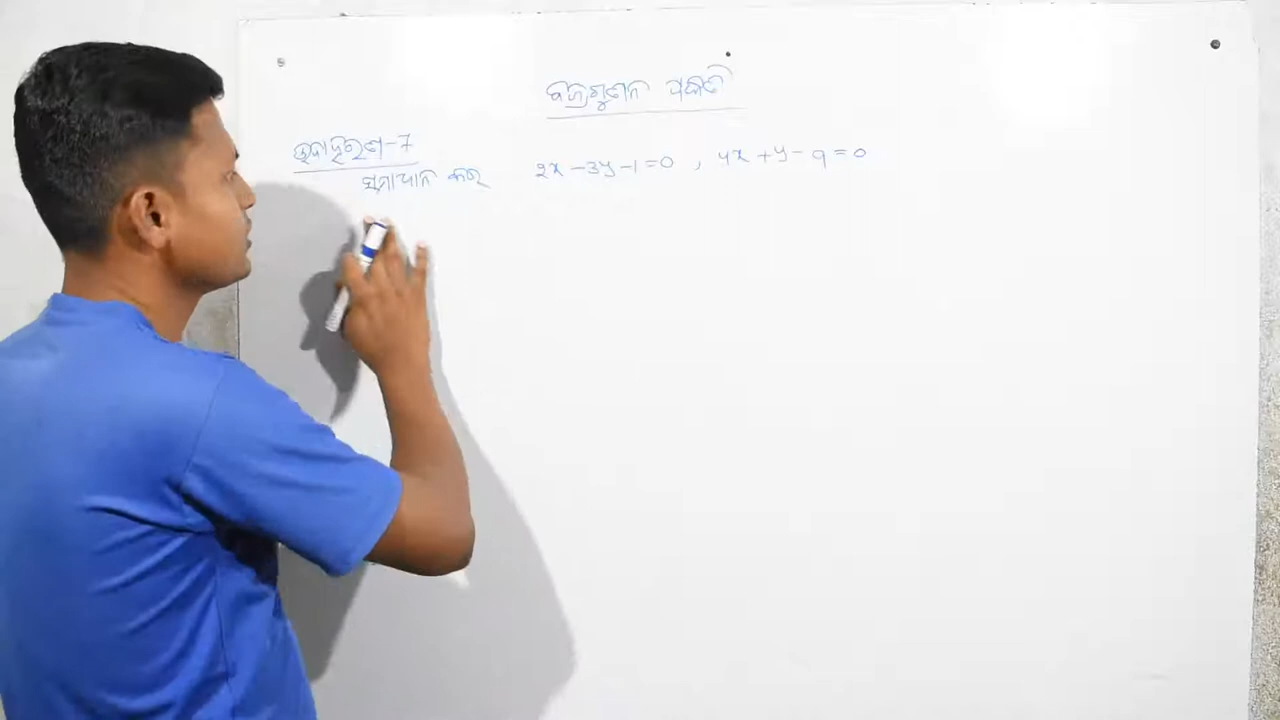 ବଜ୍ରଗୁଣନ ପଦ୍ଧତି
ଉଦାହରଣ-7
ସମାଧାନ କର 2x - 3y - 1 = 0 , 4x + y - 9 = 0